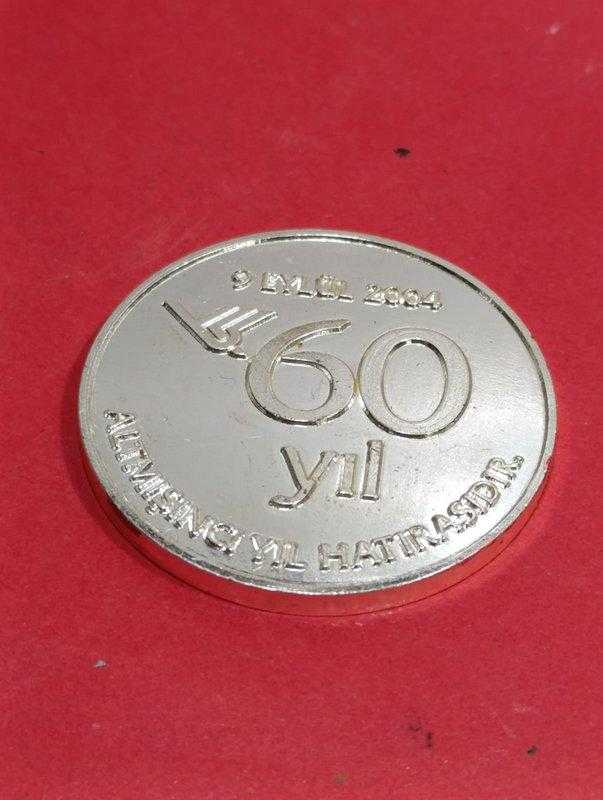 9 EYLÜL 2004
60
yıl
ALTMIŞINCI YIL HATIRASIDIR.